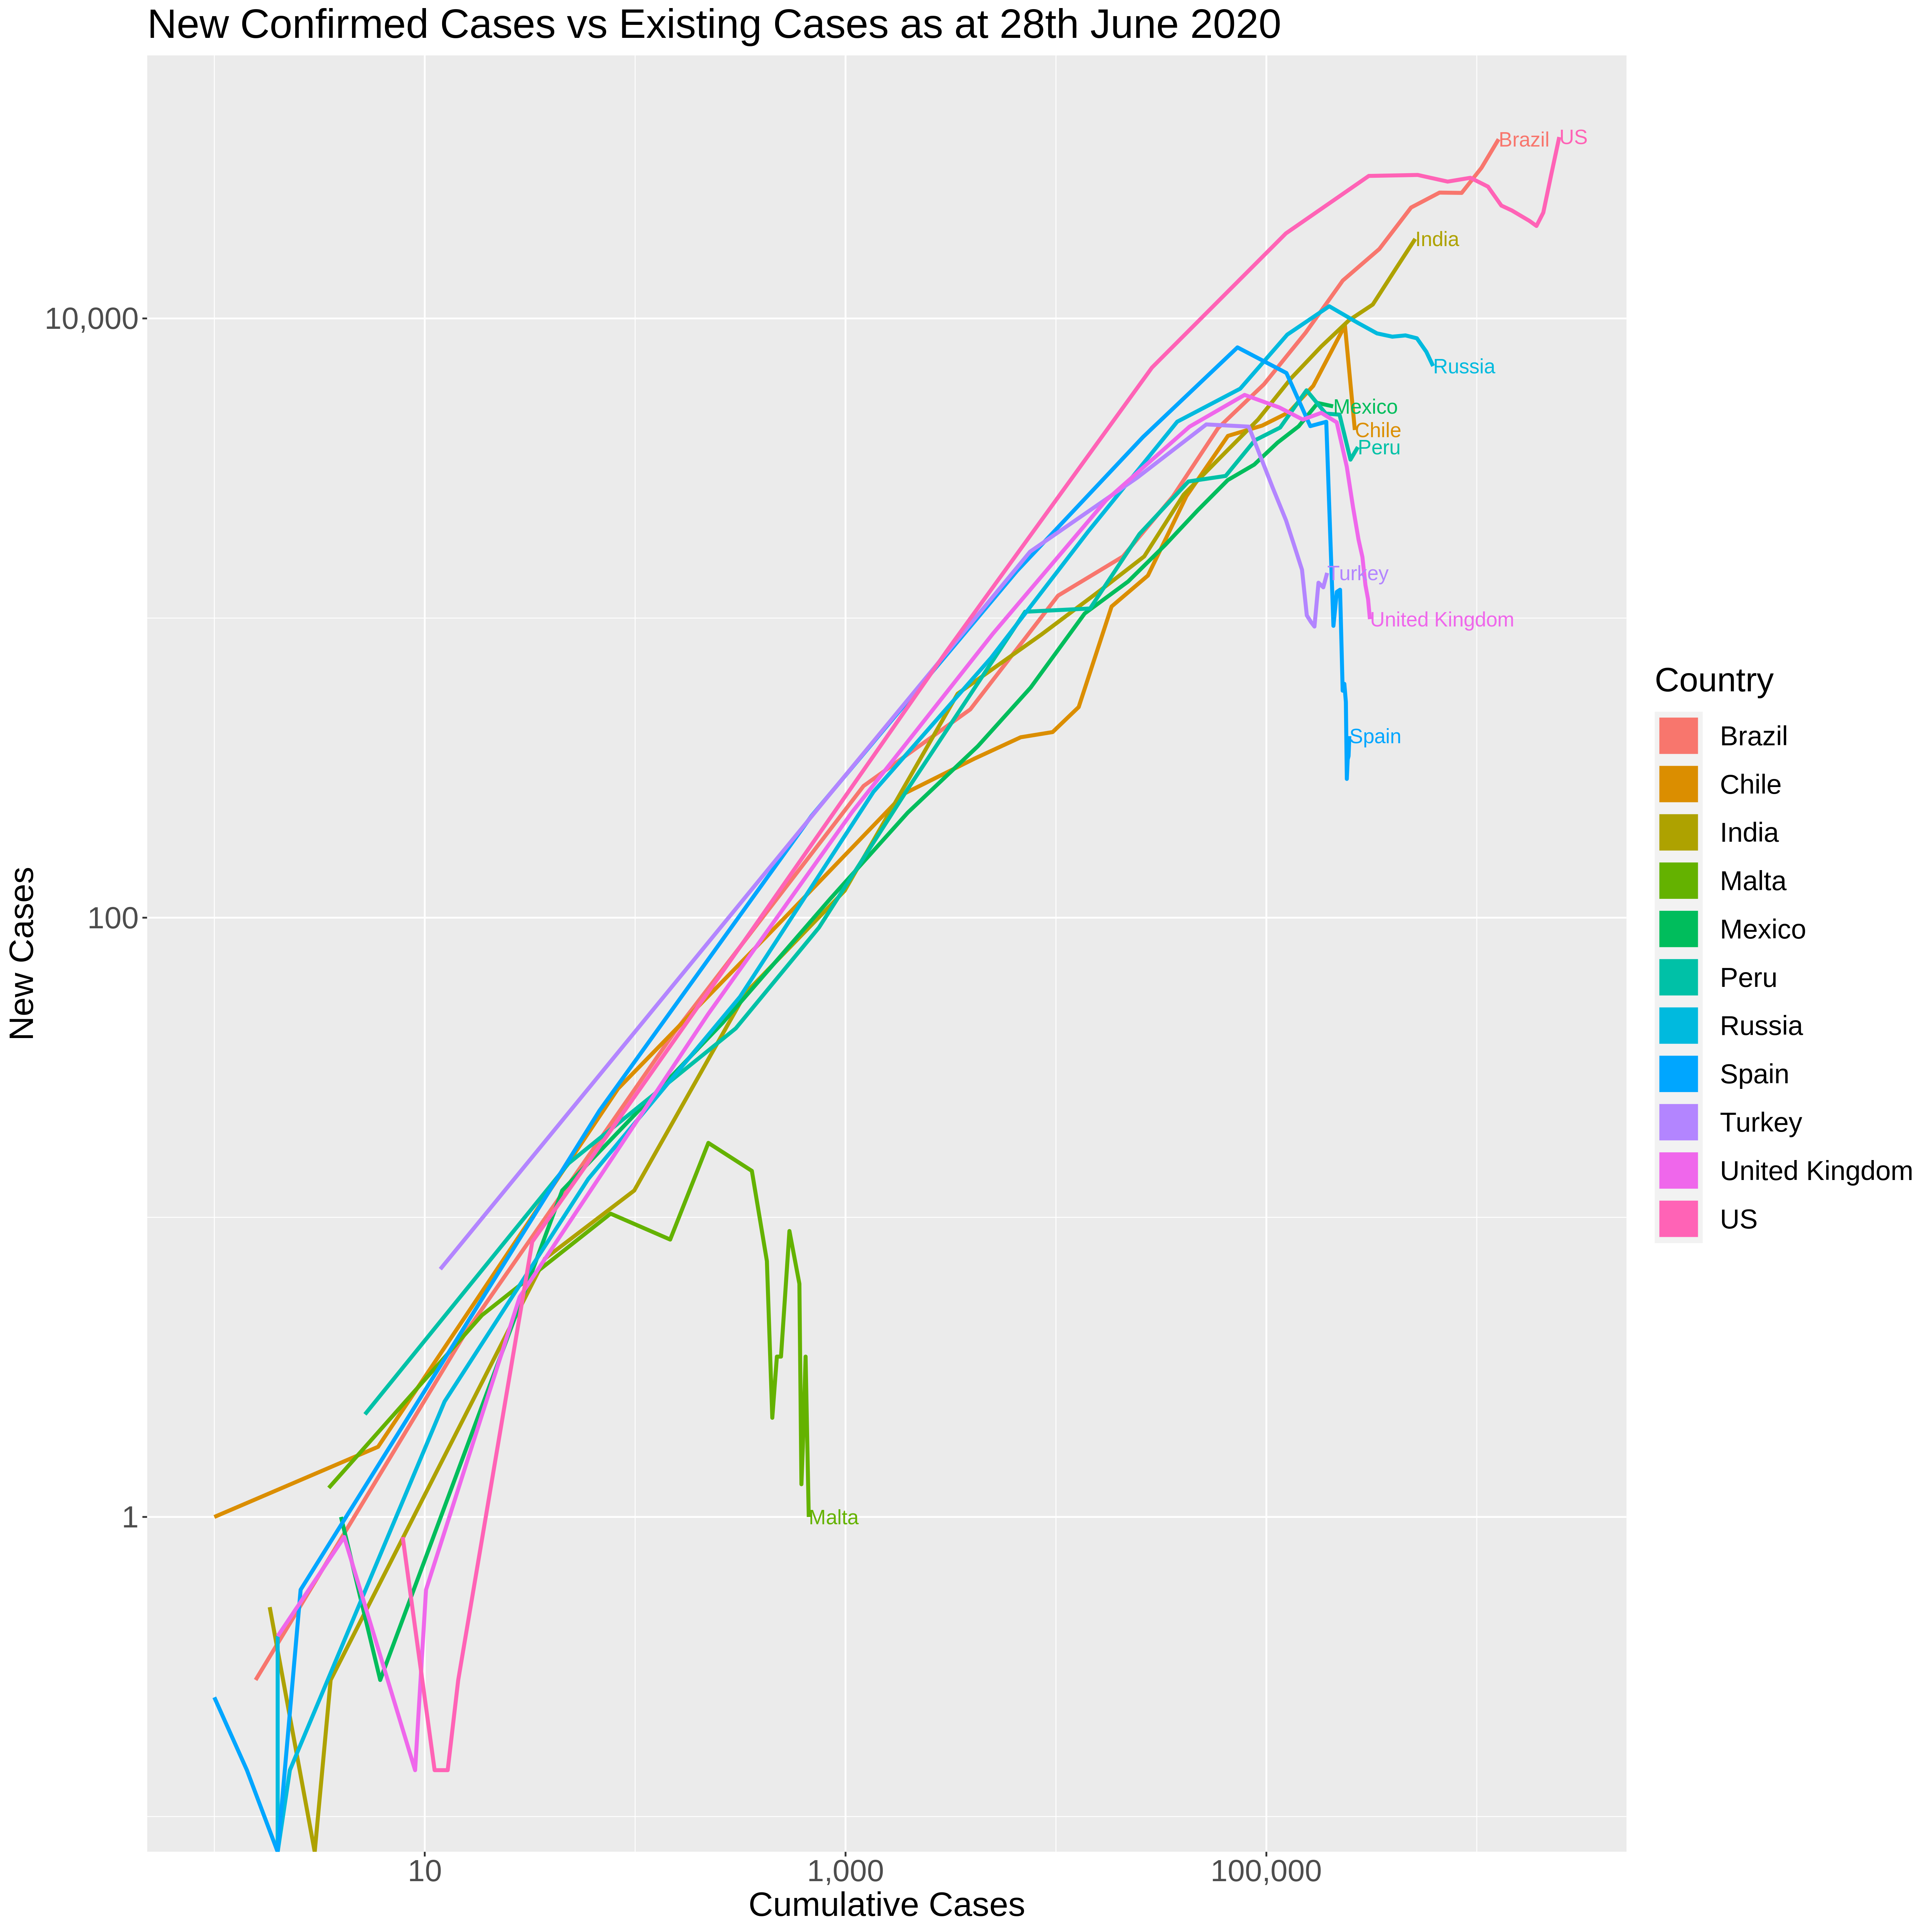 New Confirmed Cases vs Existing Cases as at 28th June 2020
Brazil
US
India
10,000
Russia
Mexico
Chile
Peru
Turkey
United Kingdom
Spain
100
Malta
1
New Cases
10
1,000
100,000
Cumulative Cases
Country
Brazil
Chile
India
Malta
Mexico
Peru
Russia
Spain
Turkey
United Kingdom
US